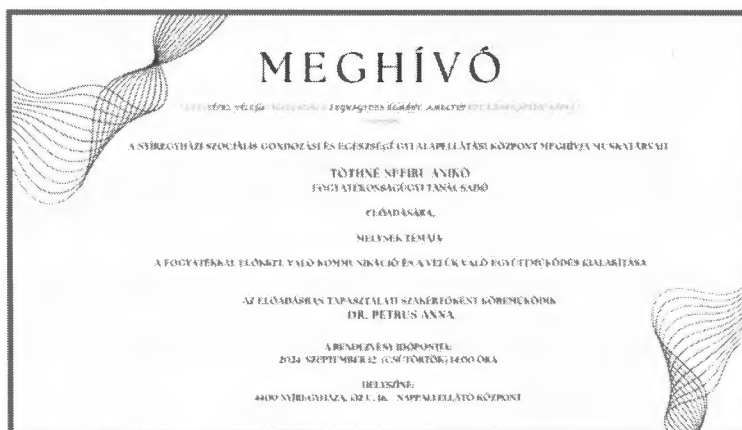 MEGHÍVÓ
A NYÍREGYHÁZI SZOCIÁLIS GONDOZÁSI ÉS EGÉSZSÉGÜGYI ALAPELLÁTÁSI KÖZPONT MEGHÍVJA MUNKATÁRSAIT
TÓTHNÉ ANIKÓ
FOGYATÉKOSSÁGÜGYI TANÁCSADÓ
ELŐADÁSÁRA,
MELYNEK TÉMÁJA
A FOGYATÉKKAL ÉLŐKKEL VALÓ KOMMUNIKÁCIÓ ÉS A VELÜK VALÓ EGYÜTTMŰKÖDÉS KIALAKÍTÁSA
AZ ELŐADÁSBAN TAPASZTALATI SZAKÉRTŐKÉNT KÖZREMŰKÖDIK
DR. PETRUS ANNA
A RENDEZVÉNY IDŐPONTJA:
2024. SZEPTEMBER 12. (CSÜTÖRTÖK) 14:00 ÓRA
HELYSZÍNE:
4400 NYÍREGYHÁZA, NAPPALI ELLÁTÓ KÖZPONT